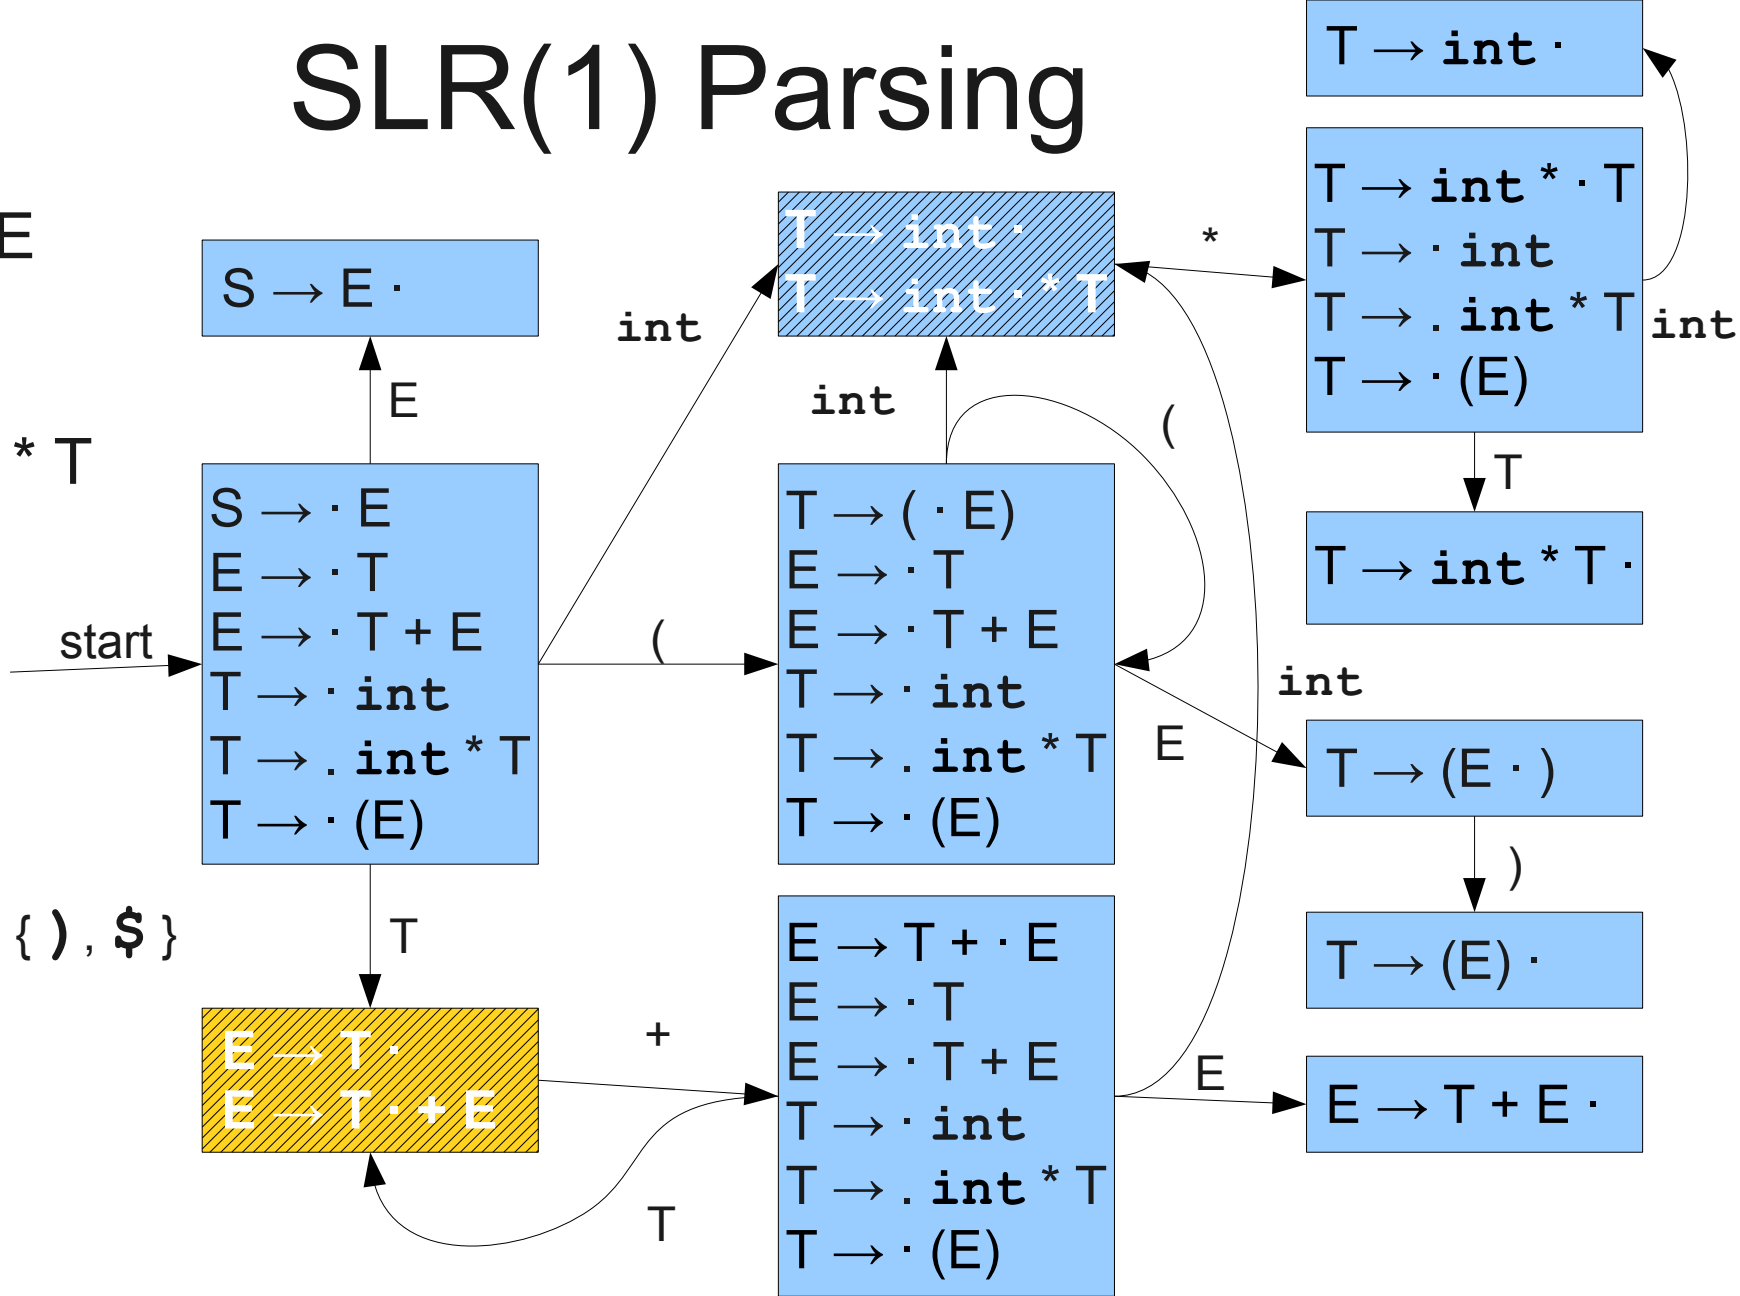 SLR(1) Parsing
E
* T
{ ), $ }
start
S → E ·
E
S → · E
E → · T
E → · T + E
T → · int
T → . int * T
T → · (E)
T
E → T ·
E → T · + E
+
T
int
(
T → int ·
T → int · * T
int
(
T → ( · E)
E → · T
E → · T + E
T → · int
T → . int * T
T → · (E)
E → T + · E
E → · T
E → · T + E
T → · int
T → . int * T
T → · (E)
*
int
E
E
T → int ·
T → int * · T
T → · int
T → . int * T
T → · (E)
int
T
T → int * T ·
T → (E · )
)
T → (E) ·
E → T + E ·